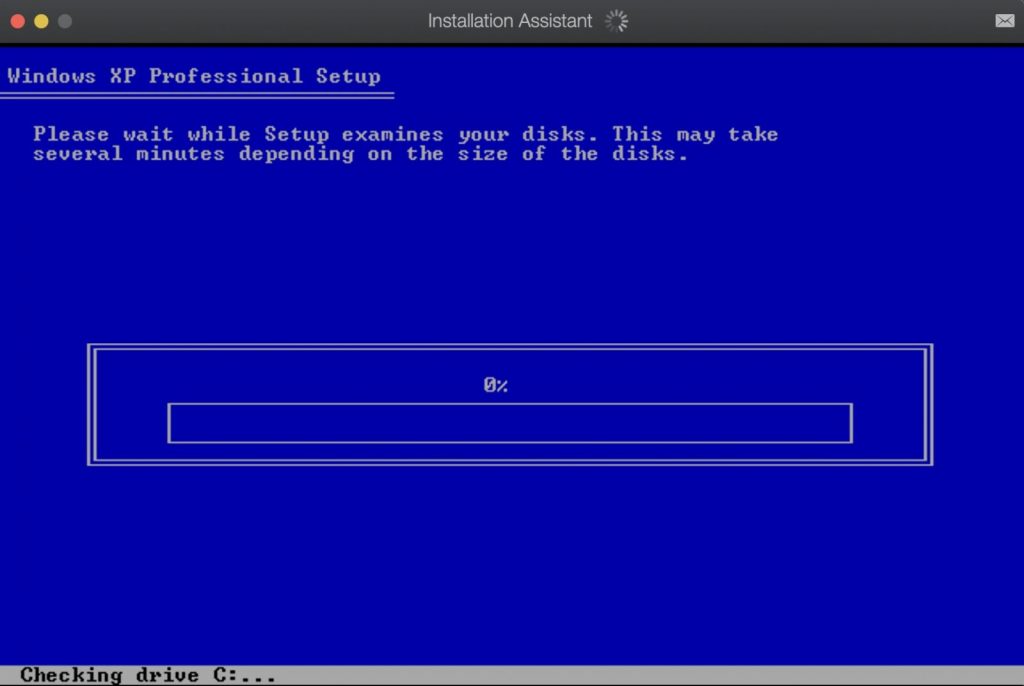 Installation Assistant
Windows XP Professional Setup
Please wait while Setup examines your disks. This may take
several minutes depending on the size of the disks.
0%
Checking drive C:...